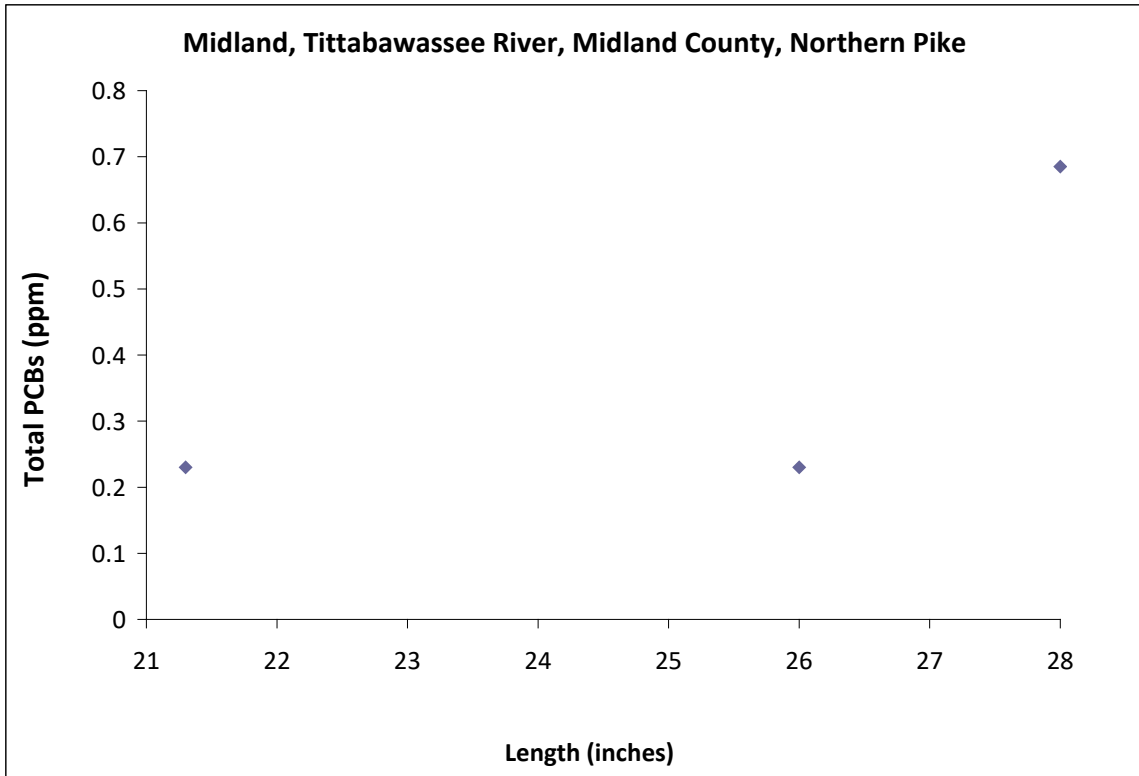 Midland, Tittabawassee River, Midland County, Northern Pike
Total PCBs (ppm)
0.8
0.7
0.6
0.5
0.4
0.3
0.2
0.1
0
21 22 23 24 25 26 27 28
Length (inches)